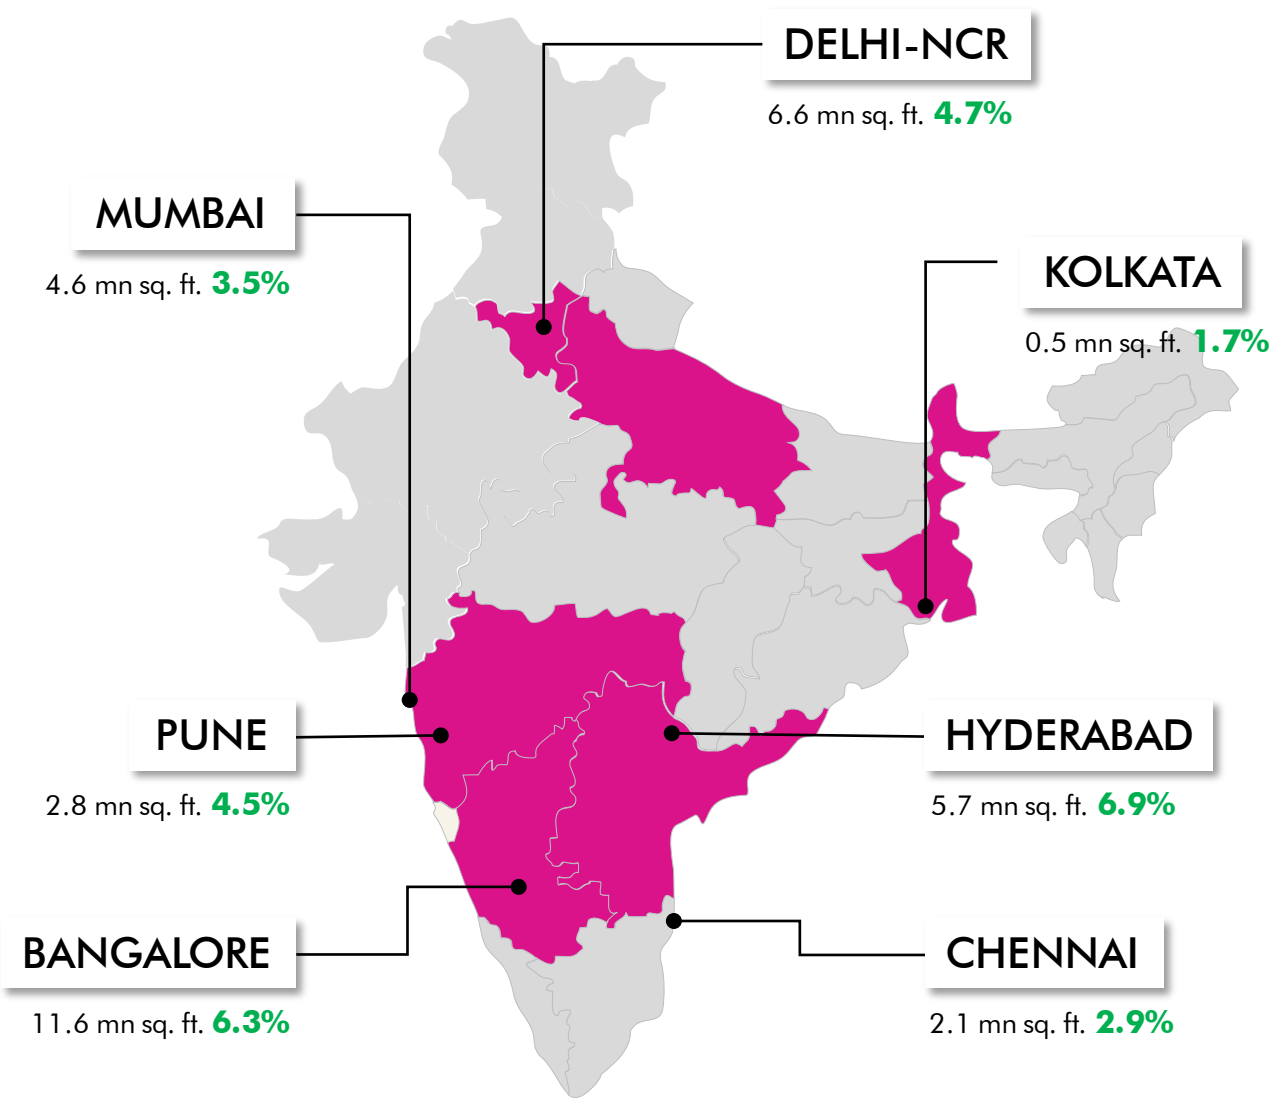 DELHI-NCR
6.6 mn sq. ft. 4.7%
MUMBAI
4.6 mn sq. ft. 3.5%
KOLKATA
0.5 mn sq. ft. 1.7%
PUNE
2.8 mn sq. ft. 4.5%
HYDERABAD
5.7 mn sq. ft. 6.9%
BANGALORE
11.6 mn sq. ft. 6.3%
CHENNAI
2.1 mn sq. ft. 2.9%